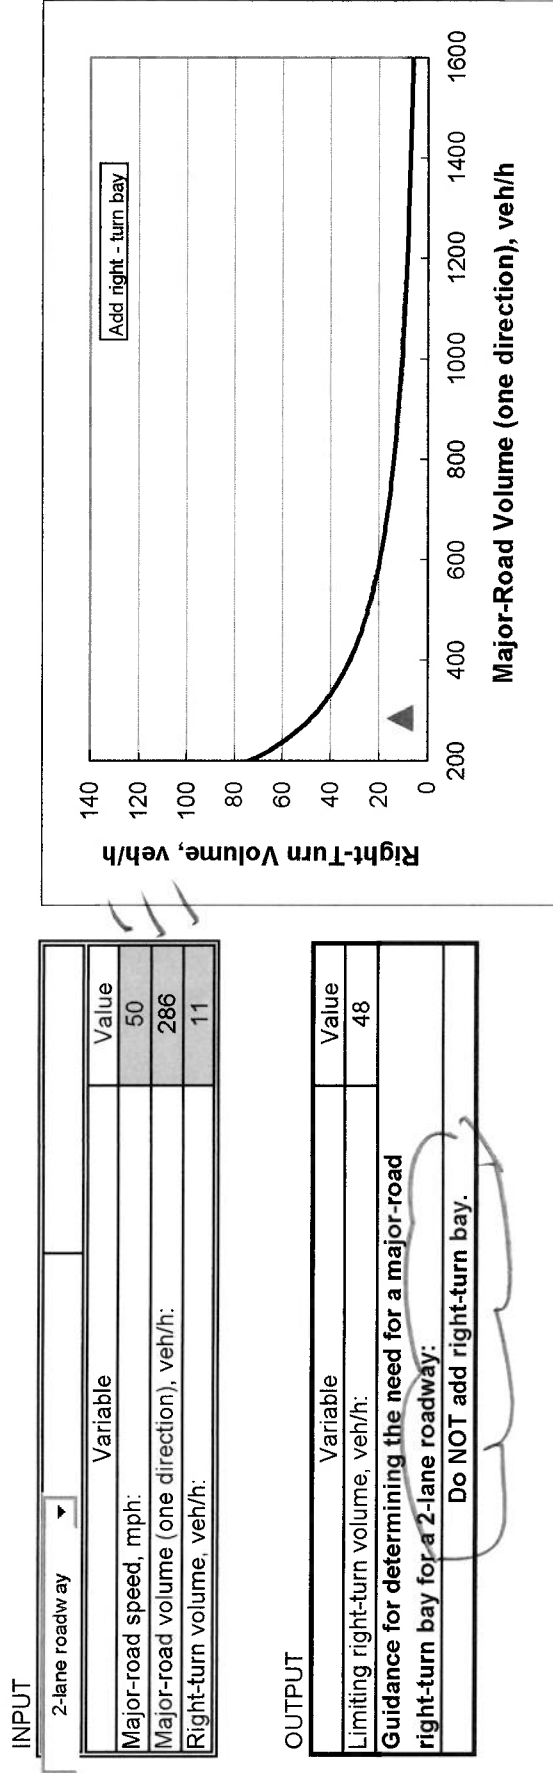 INPUT
2-lane roadway
Variable Value
Major-road speed, mph: 50
Major-road volume (one direction), veh/h: 286
Right-turn volume, veh/h: 11
OUTPUT
Variable Value
Limiting right-turn volume, veh/h: 48
Guidance for determining the need for a major-road
right-turn bay for a 2-lane roadway:
Do NOT add right-turn bay.
Right-Turn Volume, veh/h
140
120
100
80
60
40
20
0
Add right - turn bay
200 400 600 800 1000 1200 1400 1600
Major-Road Volume (one direction), veh/h